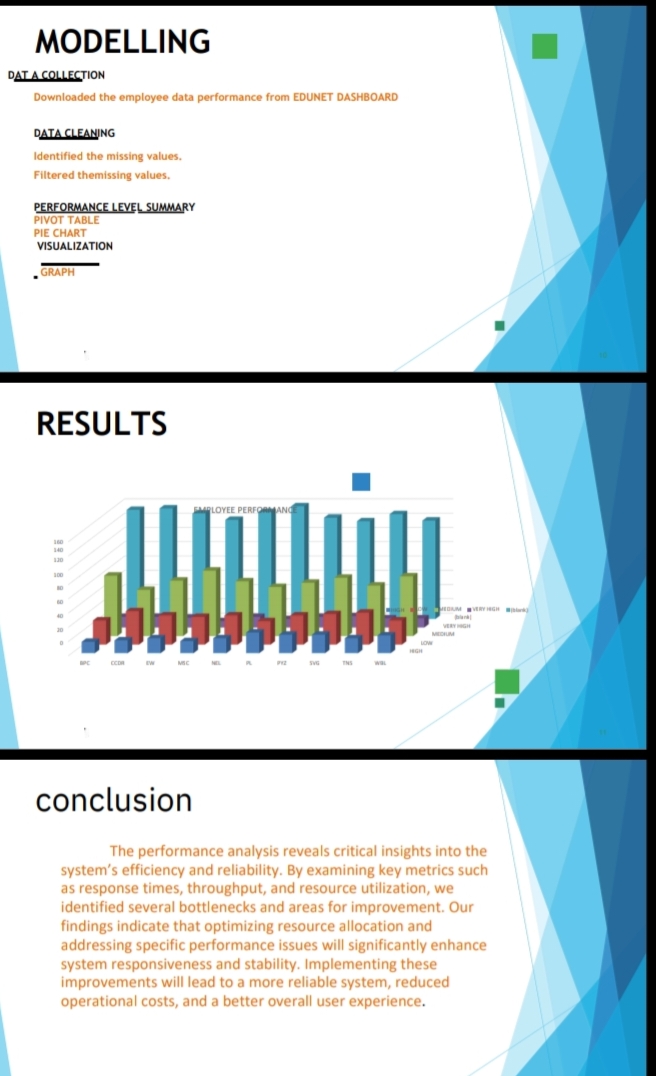 MODELLING
DAT A COLLECTION
Downloaded the employee data performance from EDUNET DASHBOARD
DATA CLEANING
Identified the missing values.
Filtered themissing values.
PERFORMANCE LEVEL SUMMARY
PIVOT TABLE
PIE CHART
VISUALIZATION
GRAPH
RESULTS
EMPLOYEE PERFORMANCE
160
140
120
100
80
60
40
20
0
HIGH LOW MEDIUM VERY HIGH (blank)
(blank)
VERY HIGH
MEDIUM
LOW
HIGH
BPC CCDR EW MSC NEL PL PYZ SVG TNS WBL
conclusion
The performance analysis reveals critical insights into the
system's efficiency and reliability. By examining key metrics such
as response times, throughput, and resource utilization, we
identified several bottlenecks and areas for improvement. Our
findings indicate that optimizing resource allocation and
addressing specific performance issues will significantly enhance
system responsiveness and stability. Implementing these
improvements will lead to a more reliable system, reduced
operational costs, and a better overall user experience.